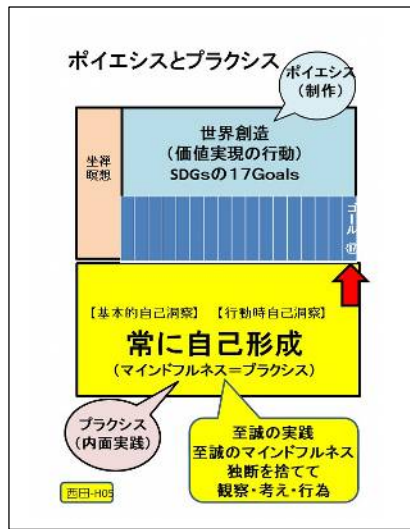 ポイエシスとプラクシス
ポイエシス
(制作)
坐禅
瞑想
世界創造
(価値実現の行動)
SDGsの17Goals
ゴール
【基本的自己洞察】 【行動時自己洞察】
常に自己形成
(マインドフルネス=プラクシス)
プラクシス
(内面実践)
至誠の実践
至誠のマインドフルネス
独断を捨てて
観察・考え・行為
西田-H05